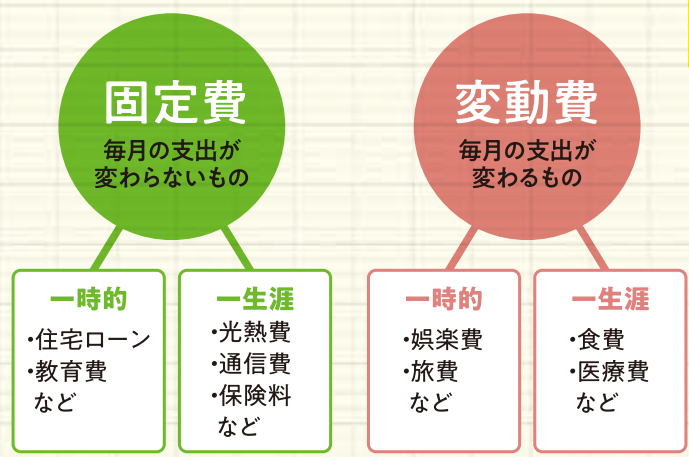 固定費
毎月の支出が
変わらないもの
一時的
・住宅ローン
・教育費
など
一生涯
・光熱費
・通信費
・保険料
など
変動費
毎月の支出が
変わるもの
一時的
・娯楽費
・旅費
など
一生涯
・食費
・医療費
など